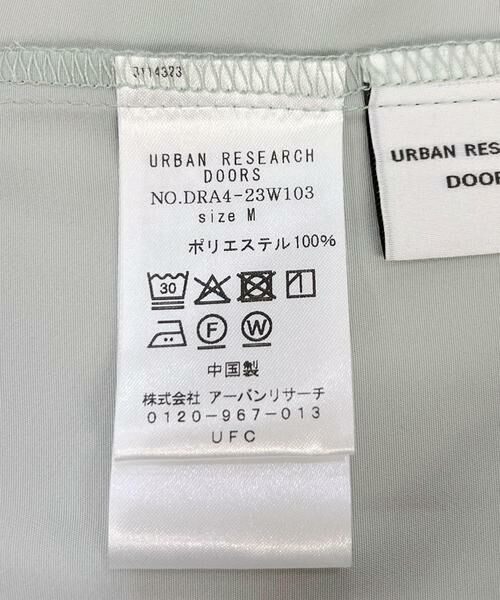 3114323
URBAN RESEARCH
DOORS
NO.DRA4-23W103
size M
ポリエステル100%
30
F W
中国製
株式会社 アーバンリサーチ
0120-967-013
UFC
URBAN RES
DOOR